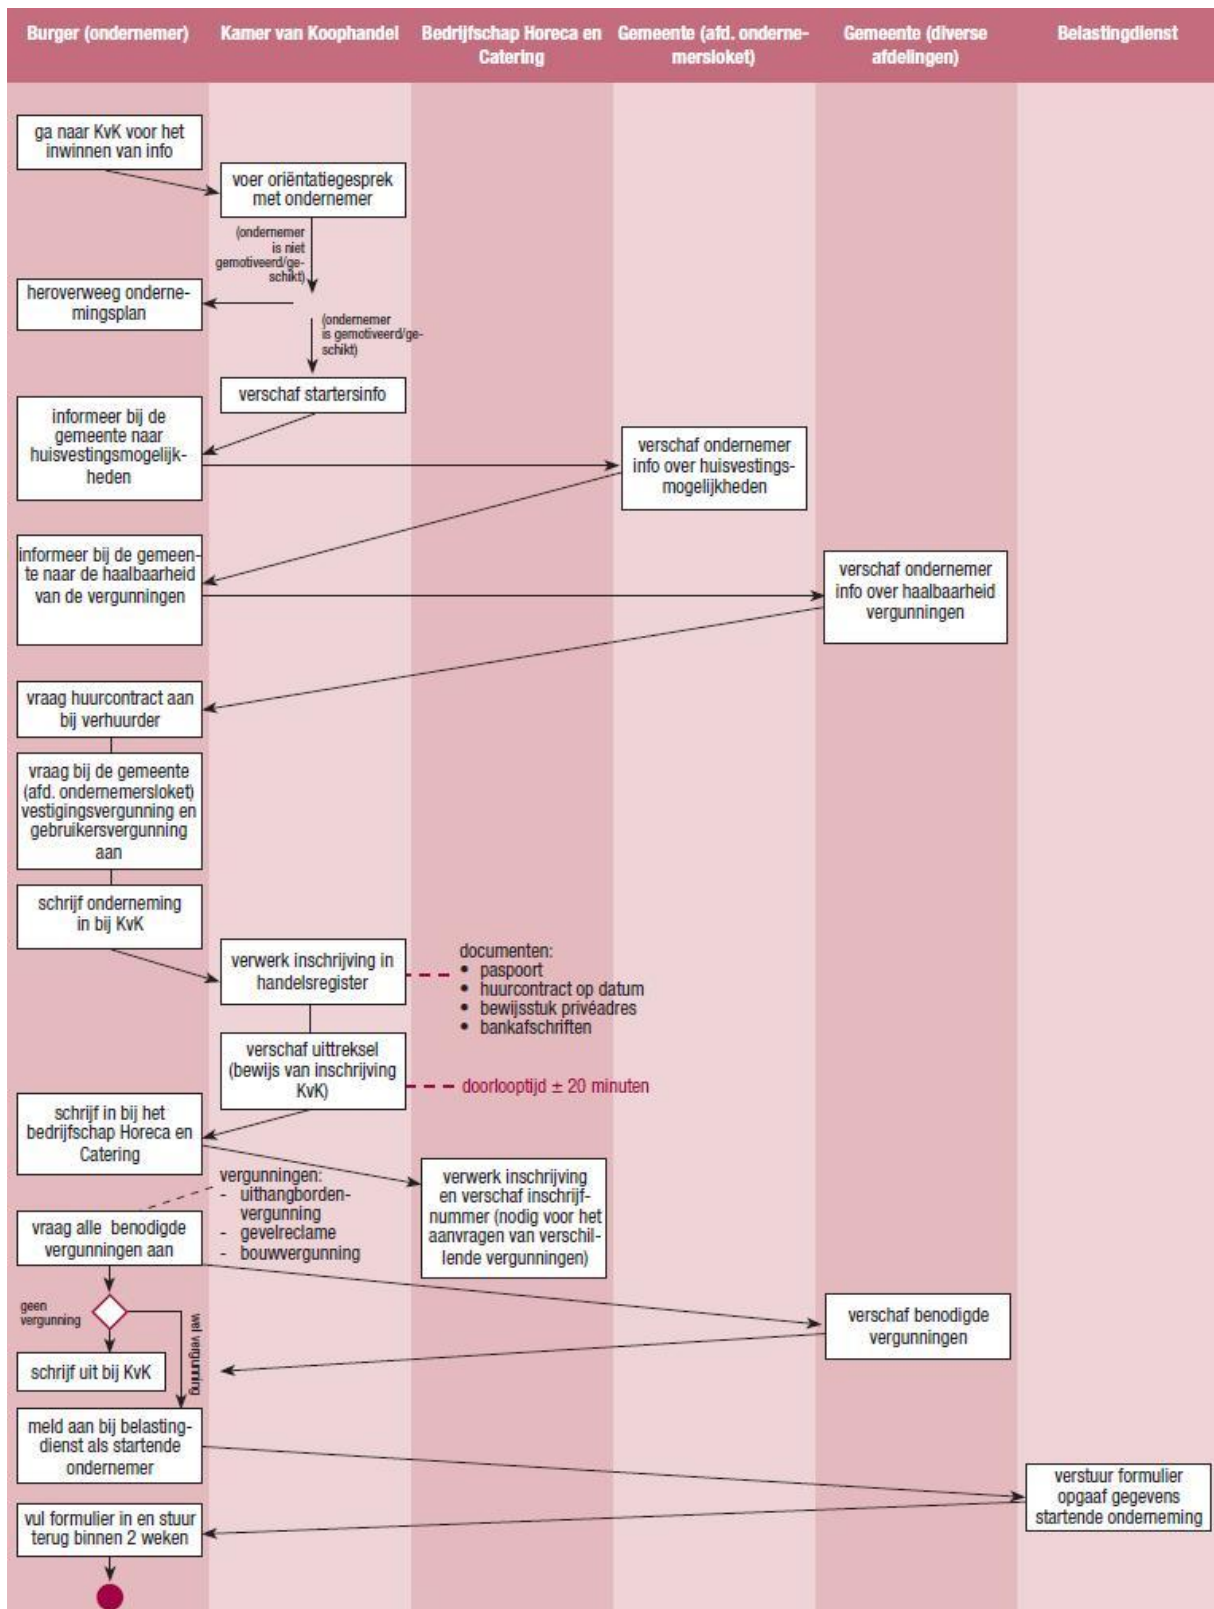 Burger (ondernemer)
Kamer van Koophandel
Bedrijfschap Horeca en
Catering
Gemeente (afd. onderne-
mersloket)
Gemeente (diverse
afdelingen)
Belastingdienst
ga naar KvK voor het
inwinnen van info
voer oriëntatiegesprek
met ondernemer
(ondernemer
is niet
gemotiveerd/ge-
schikt)
heroverweeg onderne-
mingsplan
(ondernemer
is gemotiveerd/ge-
schikt)
verschaf startersinfo
informeer bij de
gemeente naar
huisvestingsmogelijk-
heden
verschaf ondernemer
info over huisvestings-
mogelijkheden
informeer bij de gemeen-
te naar de haalbaarheid
van de vergunningen
verschaf ondernemer
info over haalbaarheid
vergunningen
vraag huurcontract aan
bij verhuurder
vraag bij de gemeente
(afd. ondernemersloket)
vestigingsvergunning en
gebruikersvergunning
aan
schrijf onderneming
in bij KvK
verwerk inschrijving in
handelsregister
documenten:
• paspoort
• huurcontract op datum
• bewijsstuk privéadres
• bankafschriften
verschaf uittreksel
(bewijs van inschrijving
KvK)
doorlooptijd ± 20 minuten
schrijf in bij het
bedrijfschap Horeca en
Catering
verwerk inschrijving
en verschaf inschrijf-
nummer (nodig voor het
aanvragen van verschil-
lende vergunningen)
vergunningen:
- uithangborden-
vergunning
- gevelreclame
- bouwvergunning
vraag alle benodigde
vergunningen aan
geen
vergunning
wel vergunning
verschaf benodigde
vergunningen
schrijf uit bij KvK
meld aan bij belasting-
dienst als startende
ondernemer
verstuur formulier
opgaaf gegevens
startende onderneming
vul formulier in en stuur
terug binnen 2 weken